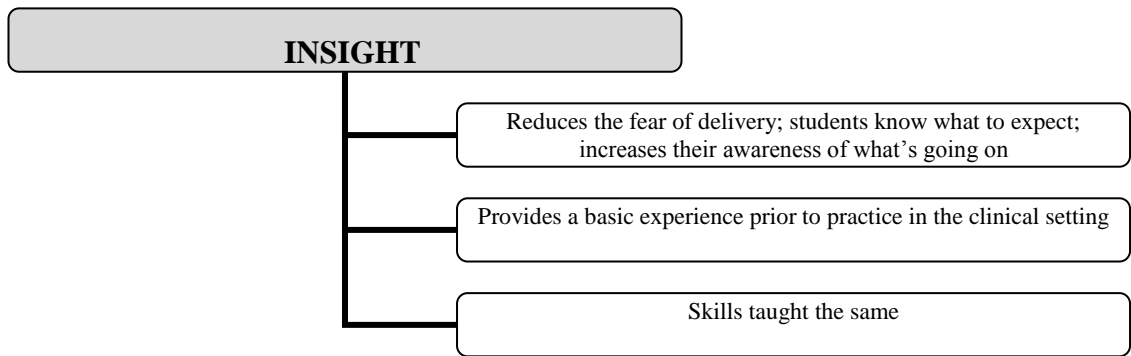 INSIGHT
Reduces the fear of delivery; students know what to expect;
increases their awareness of what’s going on
Provides a basic experience prior to practice in the clinical setting
Skills taught the same